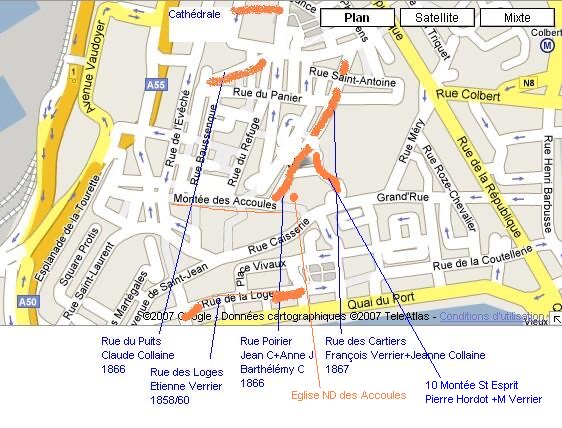 Cathédrale
Plan
Satellite
Mixte
Avenue Vaudoyer
A55
Rue Saint-Antoine
Triquet
Colbert
M
N8
Rue du Panier
Rue Colbert
Rue de l'Evêché
Rue Baussenque
Rue du Refuge
Rue Méry
Rue de la République
Rue Henri Barbusse
Rue Roze-Chevalier
Esplanade de-la-Tourette
Montée des Accoules
Grand'Rue
Square Protis
Rue Saint-Laurent
Rue Caisserie
Rue de la Coutellerie
Martégales
Avenue de Saint-Jean
Place Vivaux
A50
Rue de la Loge
Quai du Port
©2007 Google - Données cartographiques ©2007 TeleAtlas - Conditions d'utilisation
Vieux
Rue du Puits
Claude Collaine
1866
Rue des Loges
Etienne Verrier
1858/60
Rue Poirier
Jean C+Anne J
Barthélémy C
1866
Rue des Cartiers
François Verrier+Jeanne Collaine
1867
Eglise ND des Accoules
10 Montée St Esprit
Pierre Hordot +M Verrier